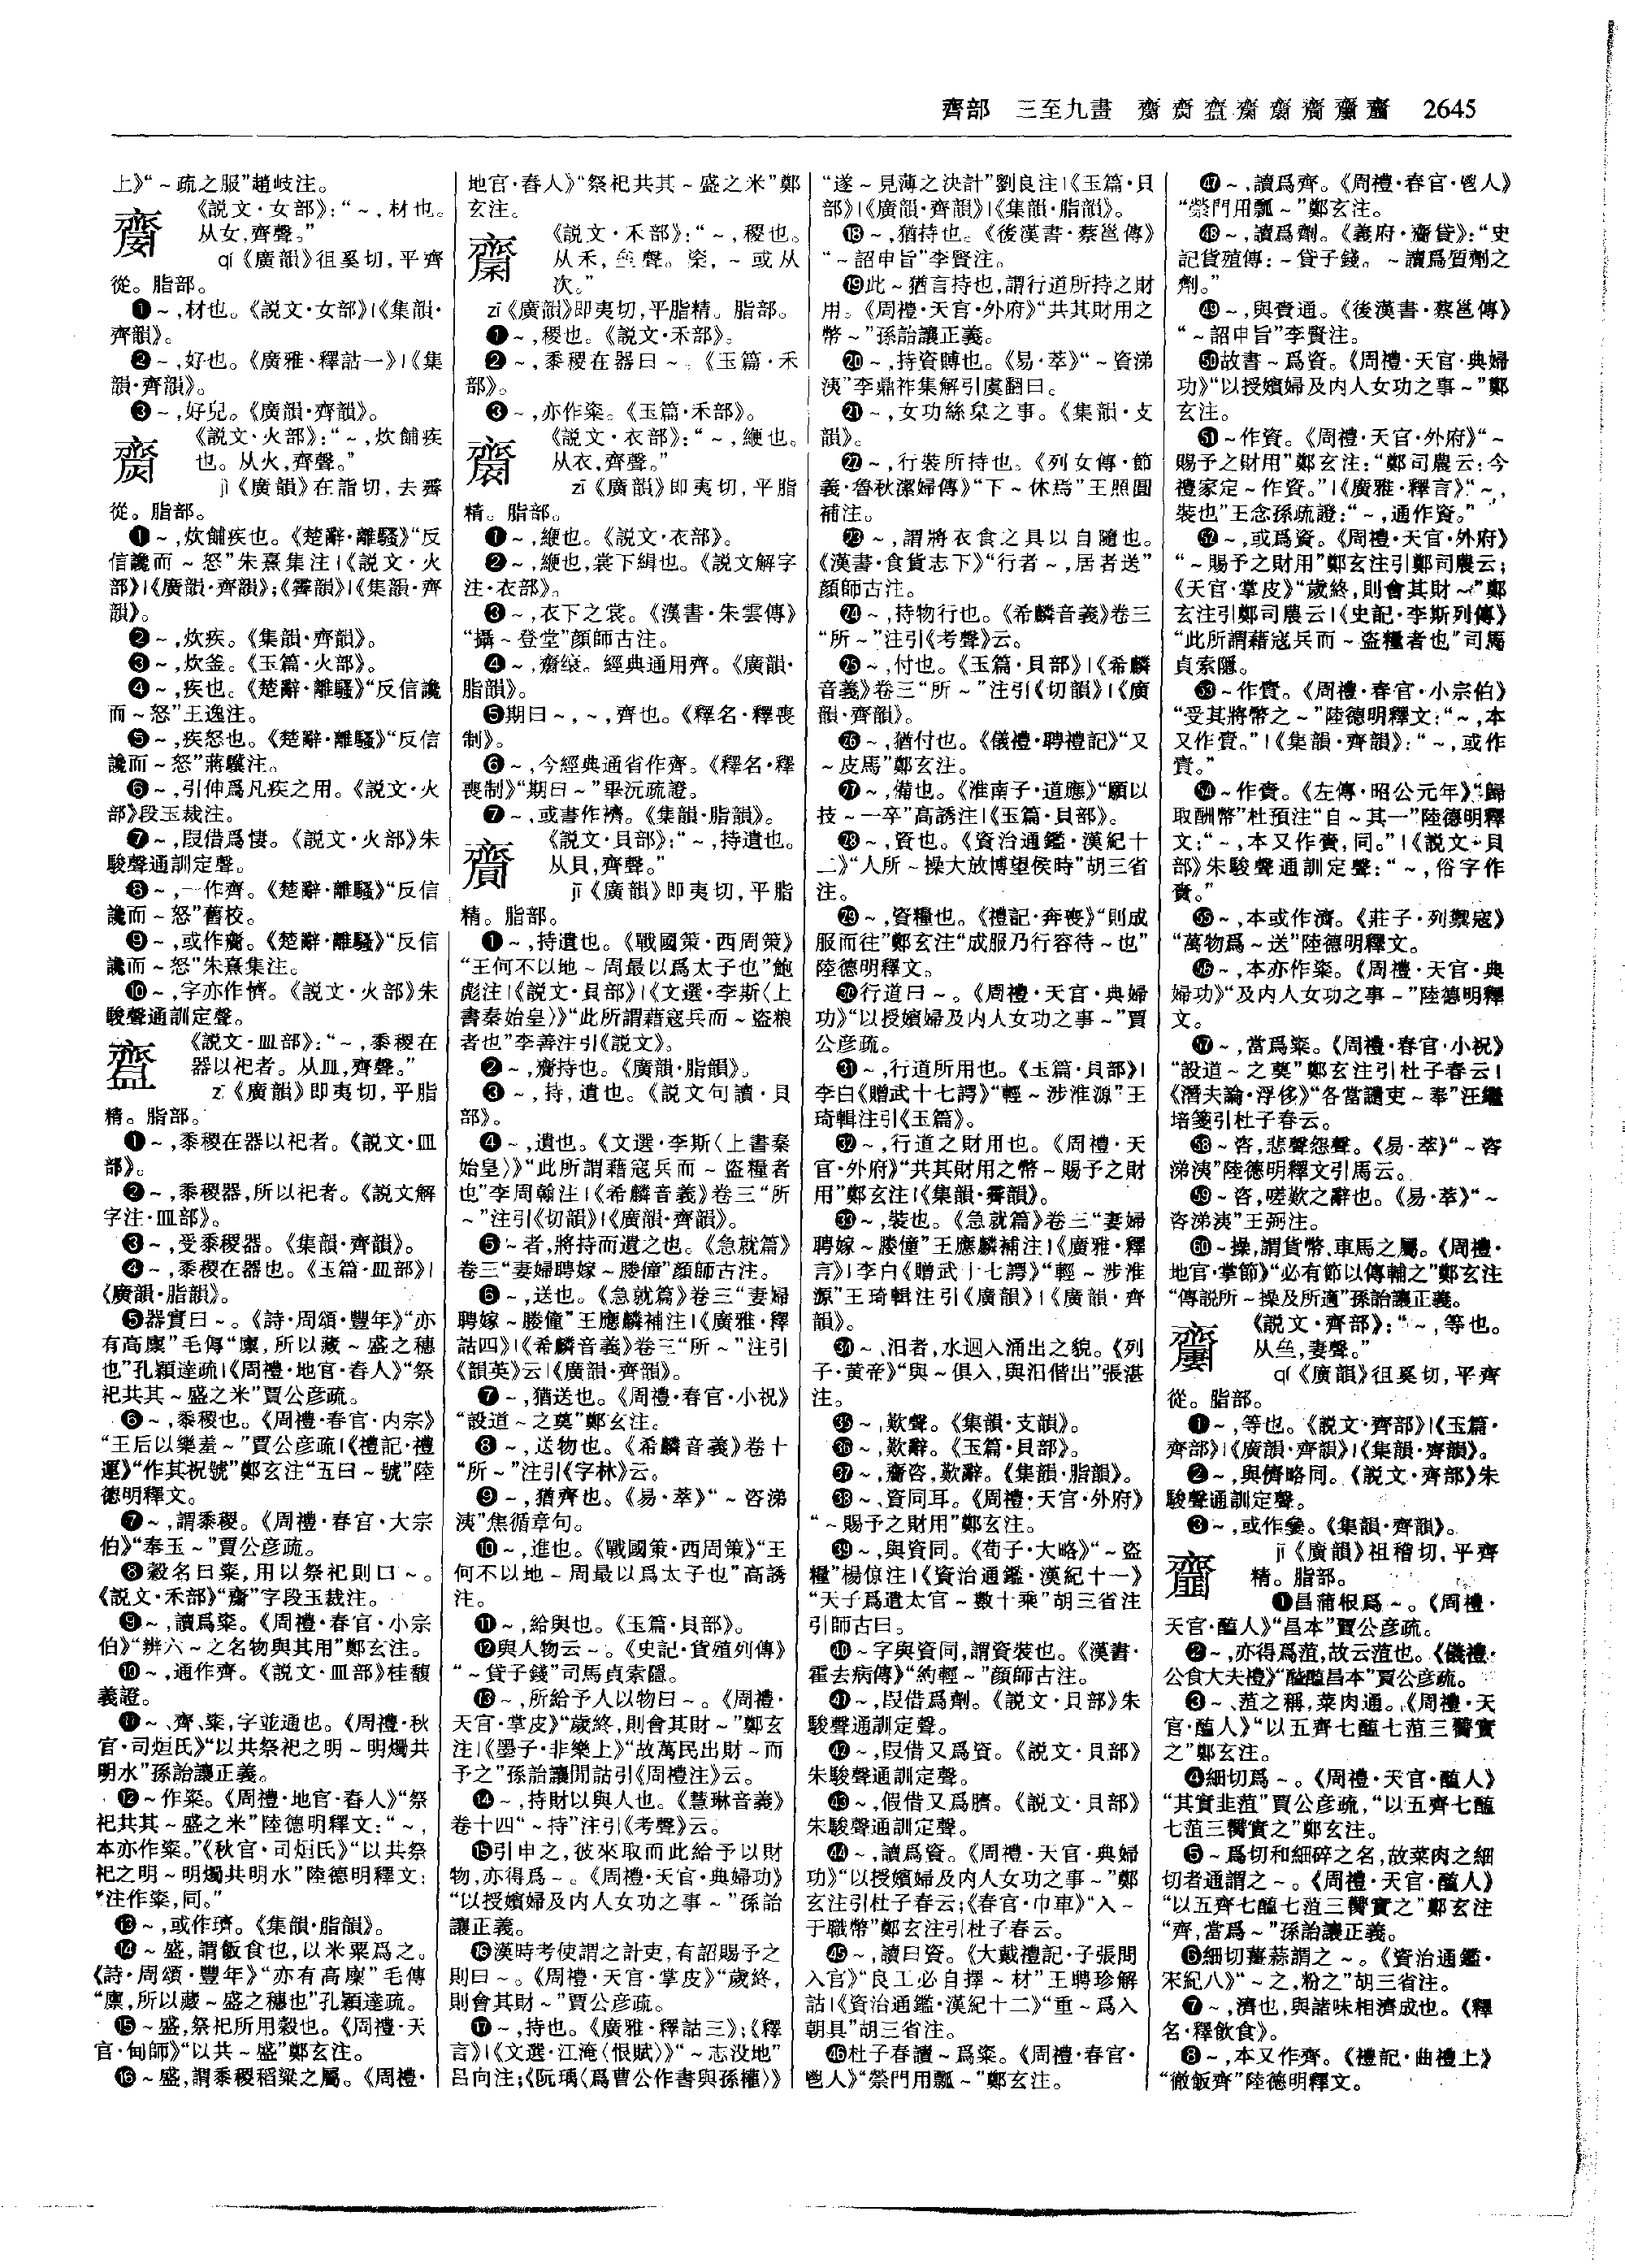 齊部 三至九畫 齌 齍 齋 齎 齏 2645
上》“~疏之服”趙岐注。
《説文·女部》：“~，材也。
从女，齊聲。”
qí《廣韻》徂奚切，平齊
從。脂部。
❶~，材也。《説文·女部》|《集韻·
齊韻》。
❷~，好也。《廣雅·釋詁一》|《集
韻·齊韻》。
❸~，好皃。《廣韻·齊韻》。
齌
《説文·火部》：“~，炊餔疾
也。从火，齊聲。”
jì《廣韻》在詣切，去霽
從。脂部。
❶~，炊餔疾也。《楚辭·離騷》“反
信讒而~怒”朱熹集注|《説文·火
部》|《廣韻·齊韻》；《霽韻》|《集韻·齊
韻》。
❷~，炊疾。《集韻·齊韻》。
❸~，炊釜。《玉篇·火部》。
❹~，疾也。《楚辭·離騷》“反信讒
而~怒”王逸注。
❺~，疾怒也。《楚辭·離騷》“反信
讒而~怒”蔣驥注。
❻~，引伸爲凡疾之用。《説文·火
部》段玉裁注。
❼~，叚借爲悽。《説文·火部》朱
駿聲通訓定聲。
❽~，一作齊。《楚辭·離騷》“反信
讒而~怒”舊校。
❾~，或作齎。《楚辭·離騷》“反信
讒而~怒”朱熹集注。
❿~，字亦作懠。《説文·火部》朱
駿聲通訓定聲。
齍
《説文·皿部》：“~，黍稷在
器以祀者。从皿，齊聲。”
zī《廣韻》即夷切，平脂
精。脂部。
❶~，黍稷在器以祀者。《説文·皿
部》。
❷~，黍稷器，所以祀者。《説文解
字注·皿部》。
❸~，受黍稷器。《集韻·齊韻》。
❹~，黍稷在器也。《玉篇·皿部》|
《廣韻·脂韻》。
❺器實曰~。《詩·周頌·豐年》“亦
有高廩”毛傳“廩，所以藏~盛之穗
也”孔穎達疏|《周禮·地官·舂人》“祭
祀共其~盛之米”賈公彦疏。
❻~，黍稷也。《周禮·春官·内宗》
“王后以樂羞~”賈公彦疏|《禮記·禮
運》“作其祝號”鄭玄注“五曰~號”陸
德明釋文。
❼~，謂黍稷。《周禮·春官·大宗
伯》“奉玉~”賈公彦疏。
❽穀名曰粢，用以祭祀則曰~。
《説文·禾部》“齋”字段玉裁注。
❾~，讀爲粢。《周禮·春官·小宗
伯》“辨六~之名物與其用”鄭玄注。
❿~，通作齊。《説文·皿部》桂馥
義證。
⓫~、齊、粢，字並通也。《周禮·秋
官·司烜氏》“以共祭祀之明~明燭共
明水”孫詒讓正義。
⓬~作粢。《周禮·地官·舂人》“祭
祀共其~盛之米”陸德明釋文：“~，
本亦作粢。”《秋官·司烜氏》“以共祭
祀之明~明燭共明水”陸德明釋文：
“注作粢，同。”
⓭~，或作𪗋。《集韻·脂韻》。
⓮~盛，謂飯食也，以米粟爲之。
《詩·周頌·豐年》“亦有高廩”毛傳
“廩，所以藏~盛之穗也”孔穎達疏。
⓯~盛，祭祀所用穀也。《周禮·天
官·甸師》“以共~盛”鄭玄注。
⓰~盛，謂黍稷稻粱之屬。《周禮·
地官·舂人》“祭祀共其~盛之米”鄭
玄注。
《説文·禾部》：“~，稷也。
从禾，亝聲。粢，~或从
次。”
zī《廣韻》即夷切，平脂精。脂部。
❶~，稷也。《説文·禾部》。
❷~，黍稷在器曰~。《玉篇·禾
部》。
❸~，亦作粢。《玉篇·禾部》。
《説文·衣部》：“~，緶也。
从衣，齊聲。”
zī《廣韻》即夷切，平脂
精。脂部。
❶~，緶也。《説文·衣部》。
❷~，緶也，裳下緝也。《説文解字
注·衣部》。
❸~，衣下之裳。《漢書·朱雲傳》
“攝~登堂”顔師古注。
❹~，齎缞。經典通用齊。《廣韻·
脂韻》。
❺期曰~，~，齊也。《釋名·釋喪
制》。
❻~，今經典通省作齊。《釋名·釋
喪制》“期曰~”畢沅疏證。
❼~，或書作䙠。《集韻·脂韻》。
齎
《説文·貝部》：“~，持遺也。
从貝，齊聲。”
jī《廣韻》即夷切，平脂
精。脂部。
❶~，持遺也。《戰國策·西周策》
“王何不以地~周最以爲太子也”鮑
彪注|《説文·貝部》|《文選·李斯〈上
書秦始皇〉》“此所謂藉寇兵而~盗粮
者也”李善注引《説文》。
❷~，齎持也。《廣韻·脂韻》。
❸~，持，遺也。《説文句讀·貝
部》。
❹~，遺也。《文選·李斯〈上書秦
始皇〉》“此所謂藉寇兵而~盗糧者
也”李周翰注|《希麟音義》卷三“所
~”注引《切韻》|《廣韻·齊韻》。
❺~者，將持而遺之也。《急就篇》
卷三“妻婦聘嫁~媵僮”顔師古注。
❻~，送也。《急就篇》卷三“妻婦
聘嫁~媵僮”王應麟補注|《廣雅·釋
詁四》|《希麟音義》卷三“所~”注引
《韻英》云|《廣韻·齊韻》。
❼~，猶送也。《周禮·春官·小祝》
“設道~之奠”鄭玄注。
❽~，送物也。《希麟音義》卷十
“所~”注引《字林》云。
❾~，猶齊也。《易·萃》“~咨涕
洟”焦循章句。
❿~，進也。《戰國策·西周策》“王
何不以地~周最以爲太子也”高誘
注。
⓫~，給與也。《玉篇·貝部》。
⓬與人物云~。《史記·貨殖列傳》
“~貸子錢”司馬貞索隱。
⓭~，所給予人以物曰~。《周禮·
天官·掌皮》“歲終，則會其財~”鄭玄
注|《墨子·非樂上》“故萬民出財~而
予之”孫詒讓閒詁引《周禮注》云。
⓮~，持財以與人也。《慧琳音義》
卷十四“~持”注引《考聲》云。
⓯引申之，彼來取而此給予以財
物，亦得爲~。《周禮·天官·典婦功》
“以授嬪婦及内人女功之事~”孫詒
讓正義。
⓰漢時考使謂之計吏，有詔賜予之
則曰~。《周禮·天官·掌皮》“歲終，
則會其財~”賈公彦疏。
⓱~，持也。《廣雅·釋詁三》；《釋
言》|《文選·江淹〈恨賦〉》“~志没地”
吕向注；《阮瑀〈爲曹公作書與孫權〉》
“遂~見薄之決計”劉良注|《玉篇·貝
部》|《廣韻·齊韻》|《集韻·脂韻》。
⓲~，猶持也。《後漢書·蔡邕傳》
“~詔申旨”李賢注。
⓳此~猶言持也，謂行道所持之財
用。《周禮·天官·外府》“共其財用之
幣~”孫詒讓正義。
⓴~，持資賻也。《易·萃》“~資涕
洟”李鼎祚集解引虞翻曰。
㉑~，女功絲枲之事。《集韻·支
韻》。
㉒~，行裝所持也。《列女傳·節
義·魯秋潔婦傳》“下~休焉”王照圓
補注。
㉓~，謂將衣食之具以自隨也。
《漢書·食貨志下》“行者~，居者送”
顔師古注。
㉔~，持物行也。《希麟音義》卷三
“所~”注引《考聲》云。
㉕~，付也。《玉篇·貝部》|《希麟
音義》卷三“所~”注引《切韻》|《廣
韻·齊韻》。
㉖~，猶付也。《儀禮·聘禮記》“又
~皮馬”鄭玄注。
㉗~，備也。《淮南子·道應》“願以
技~一卒”高誘注|《玉篇·貝部》。
㉘~，資也。《資治通鑑·漢紀十
二》“人所~操大放博望侯時”胡三省
注。
㉙~，資糧也。《禮記·奔喪》“則成
服而往”鄭玄注“成服乃行容待~也”
陸德明釋文。
㉚行道曰~。《周禮·天官·典婦
功》“以授嬪婦及内人女功之事~”賈
公彦疏。
㉛~，行道所用也。《玉篇·貝部》|
李白《贈武十七諤》“輕~涉淮源”王
琦輯注引《玉篇》。
㉜~，行道之財用也。《周禮·天
官·外府》“共其財用之幣~賜予之財
用”鄭玄注|《集韻·霽韻》。
㉝~，裝也。《急就篇》卷三“妻婦
聘嫁~媵僮”王應麟補注|《廣雅·釋
言》|李白《贈武十七諤》“輕~涉淮
源”王琦輯注引《廣韻》|《廣韻·齊
韻》。
㉞~、汩者，水迴入涌出之貌。《列
子·黄帝》“與~俱入，與汩偕出”張湛
注。
㉟~，歎聲。《集韻·支韻》。
㊱~，歎辭。《玉篇·貝部》。
㊲~，齎咨，歎辭。《集韻·脂韻》。
㊳~、資同耳。《周禮·天官·外府》
“~賜予之財用”鄭玄注。
㊴~，與資同。《荀子·大略》“~盗
糧”楊倞注|《資治通鑑·漢紀十一》
“天子爲遣太官~數十乘”胡三省注
引師古曰。
㊵~字與資同，謂資裝也。《漢書·
霍去病傳》“約輕~”顔師古注。
㊶~，叚借爲劑。《説文·貝部》朱
駿聲通訓定聲。
㊷~，叚借又爲資。《説文·貝部》
朱駿聲通訓定聲。
㊸~，假借又爲臍。《説文·貝部》
朱駿聲通訓定聲。
㊹~，讀爲資。《周禮·天官·典婦
功》“以授嬪婦及内人女功之事~”鄭
玄注引杜子春云；《春官·巾車》“入~
于職幣”鄭玄注引杜子春云。
㊺~，讀曰資。《大戴禮記·子張問
入官》“良工必自擇~材”王聘珍解
詁|《資治通鑑·漢紀十二》“重~爲入
朝具”胡三省注。
㊻杜子春讀~爲粢。《周禮·春官·
鬯人》“禜門用瓢~”鄭玄注。
㊼~，讀爲齊。《周禮·春官·鬯人》
“禜門用瓢~”鄭玄注。
㊽~，讀爲劑。《義府·齎貸》：“史
記貨殖傳：~貸子錢。~讀爲質劑之
劑。”
㊾~，與賫通。《後漢書·蔡邕傳》
“~詔申旨”李賢注。
㊿故書~爲資。《周禮·天官·典婦
功》“以授嬪婦及内人女功之事~”鄭
玄注。
51~作資。《周禮·天官·外府》“~
賜予之財用”鄭玄注：“鄭司農云：今
禮家定~作資。”|《廣雅·釋言》“~，
裝也”王念孫疏證：“~，通作資。”
52~，或爲資。《周禮·天官·外府》
“~賜予之財用”鄭玄注引鄭司農云；
《天官·掌皮》“歲終，則會其財~”鄭
玄注引鄭司農云|《史記·李斯列傳》
“此所謂藉寇兵而~盗糧者也”司馬
貞索隱。
53~作賫。《周禮·春官·小宗伯》
“受其將幣之~”陸德明釋文：“~，本
又作賫。”|《集韻·齊韻》：“~，或作
賫。”
54~作賫。《左傳·昭公元年》“歸
取酬幣”杜預注“自~其一”陸德明釋
文：“~，本又作賫，同。”|《説文·貝
部》朱駿聲通訓定聲：“~，俗字作
賫。”
55~，本或作濟。《莊子·列禦寇》
“萬物爲~送”陸德明釋文。
56~，本亦作粢。《周禮·天官·典
婦功》“及内人女功之事~”陸德明釋
文。
57~，當爲粢。《周禮·春官·小祝》
“設道~之奠”鄭玄注引杜子春云|
《潛夫論·浮侈》“各當讀吏~奉”汪繼
培箋引杜子春云。
58~咨，悲聲怨聲。《易·萃》“~咨
涕洟”陸德明釋文引馬云。
59~咨，嗟歎之辭也。《易·萃》“~
咨涕洟”王弼注。
60~操，謂貨幣、車馬之屬。《周禮·
地官·掌節》“必有節以傳輔之”鄭玄注
“傳説所~操及所適”孫詒讓正義。
《説文·齊部》：“~，等也。
从亝，妻聲。”
qí《廣韻》徂奚切，平齊
從。脂部。
❶~，等也。《説文·齊部》|《玉篇·
齊部》|《廣韻·齊韻》|《集韻·齊韻》。
❷~，與儕略同。《説文·齊部》朱
駿聲通訓定聲。
❸~，或作𡠹。《集韻·齊韻》。
齏
jī《廣韻》祖稽切，平齊
精。脂部。
❶昌蒲根爲~。《周禮·
天官·醢人》“昌本”賈公彦疏。
❷~，亦得爲菹，故云菹也。《儀禮·
公食大夫禮》“醓醢昌本”賈公彦疏。
❸~、菹之稱，菜肉通。《周禮·天
官·醢人》“以五齊七醢七菹三臡實
之”鄭玄注。
❹細切爲~。《周禮·天官·醢人》
“其實韭菹”賈公彦疏，“以五齊七醢
七菹三臡實之”鄭玄注。
❺~爲切和細碎之名，故菜肉之細
切者通謂之~。《周禮·天官·醢人》
“以五齊七醢七菹三臡實之”鄭玄注
“齊，當爲~”孫詒讓正義。
❻細切薑蒜謂之~。《資治通鑑·
宋紀八》“~之，粉之”胡三省注。
❼~，濟也，與諸味相濟成也。《釋
名·釋飲食》。
❽~，本又作齊。《禮記·曲禮上》
“徹飯齊”陸德明釋文。